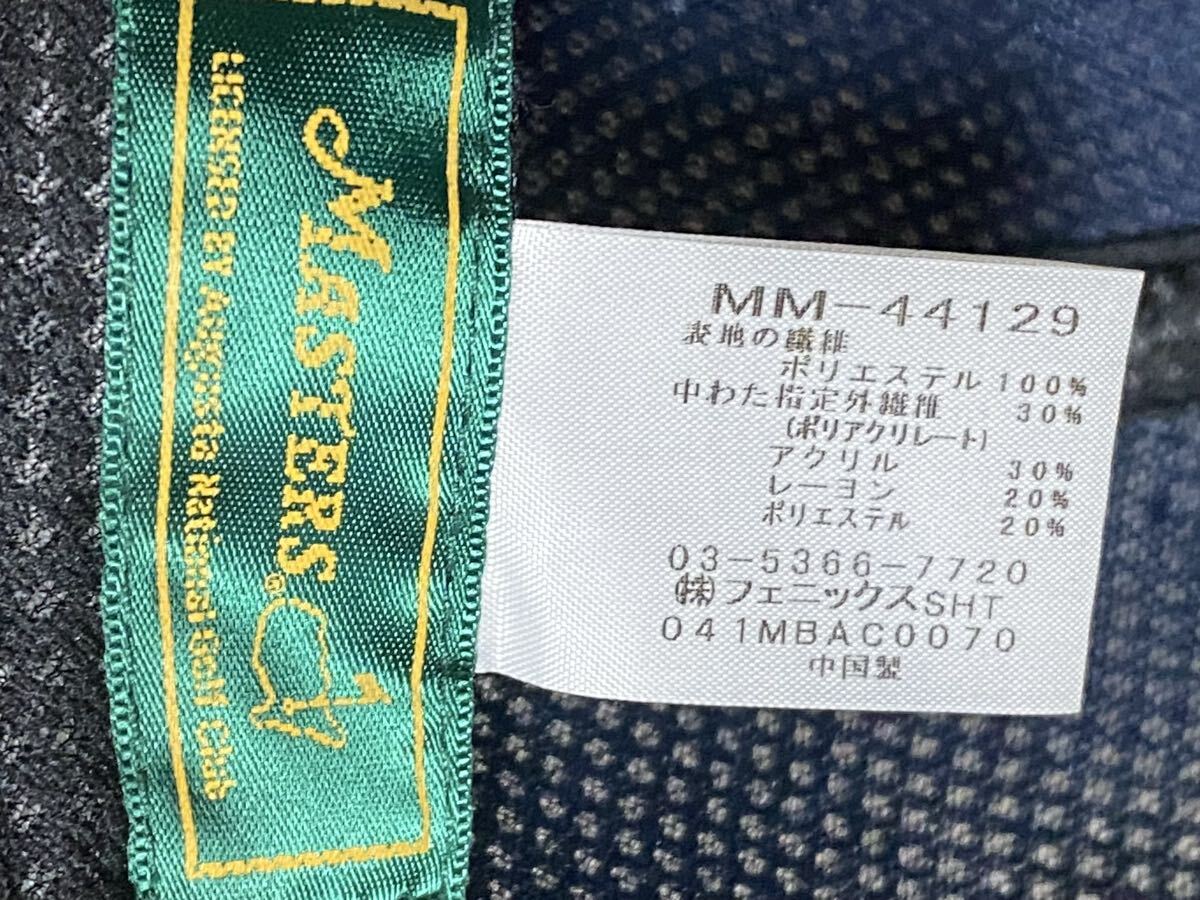 MASTERS®
LICENSED BY Augusta National Golf Club
MM-44129
表地の繊維
ポリエステル 100%
中わた指定外繊維 30%
(ポリアクリレート)
アクリル 30%
レーヨン 20%
ポリエステル 20%
03-5366-7720
(株)フェニックスSHT
041MBAC0070
中国製